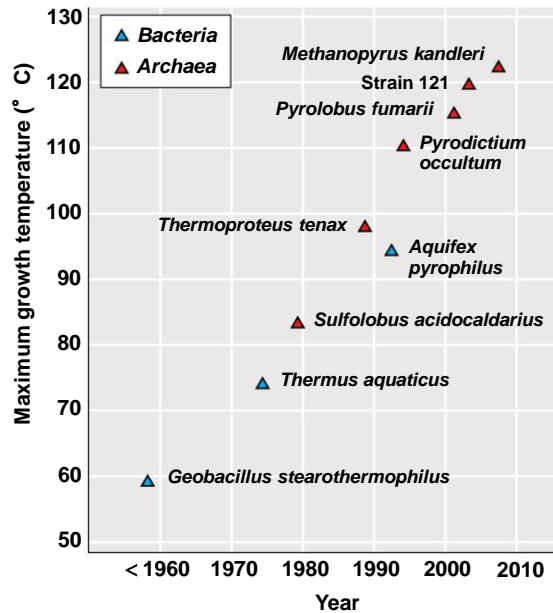 Bacteria
Archaea
Methanopyrus kandleri
Strain 121
Pyrolobus fumarii
Pyrodictium
occultum
Thermoproteus tenax
Aquifex
pyrophilus
Sulfolobus acidocaldarius
Thermus aquaticus
Geobacillus stearothermophilus
Maximum growth temperature (° C)
130
120
110
100
90
80
70
60
50
< 1960
1970
1980
1990
2000
2010
Year